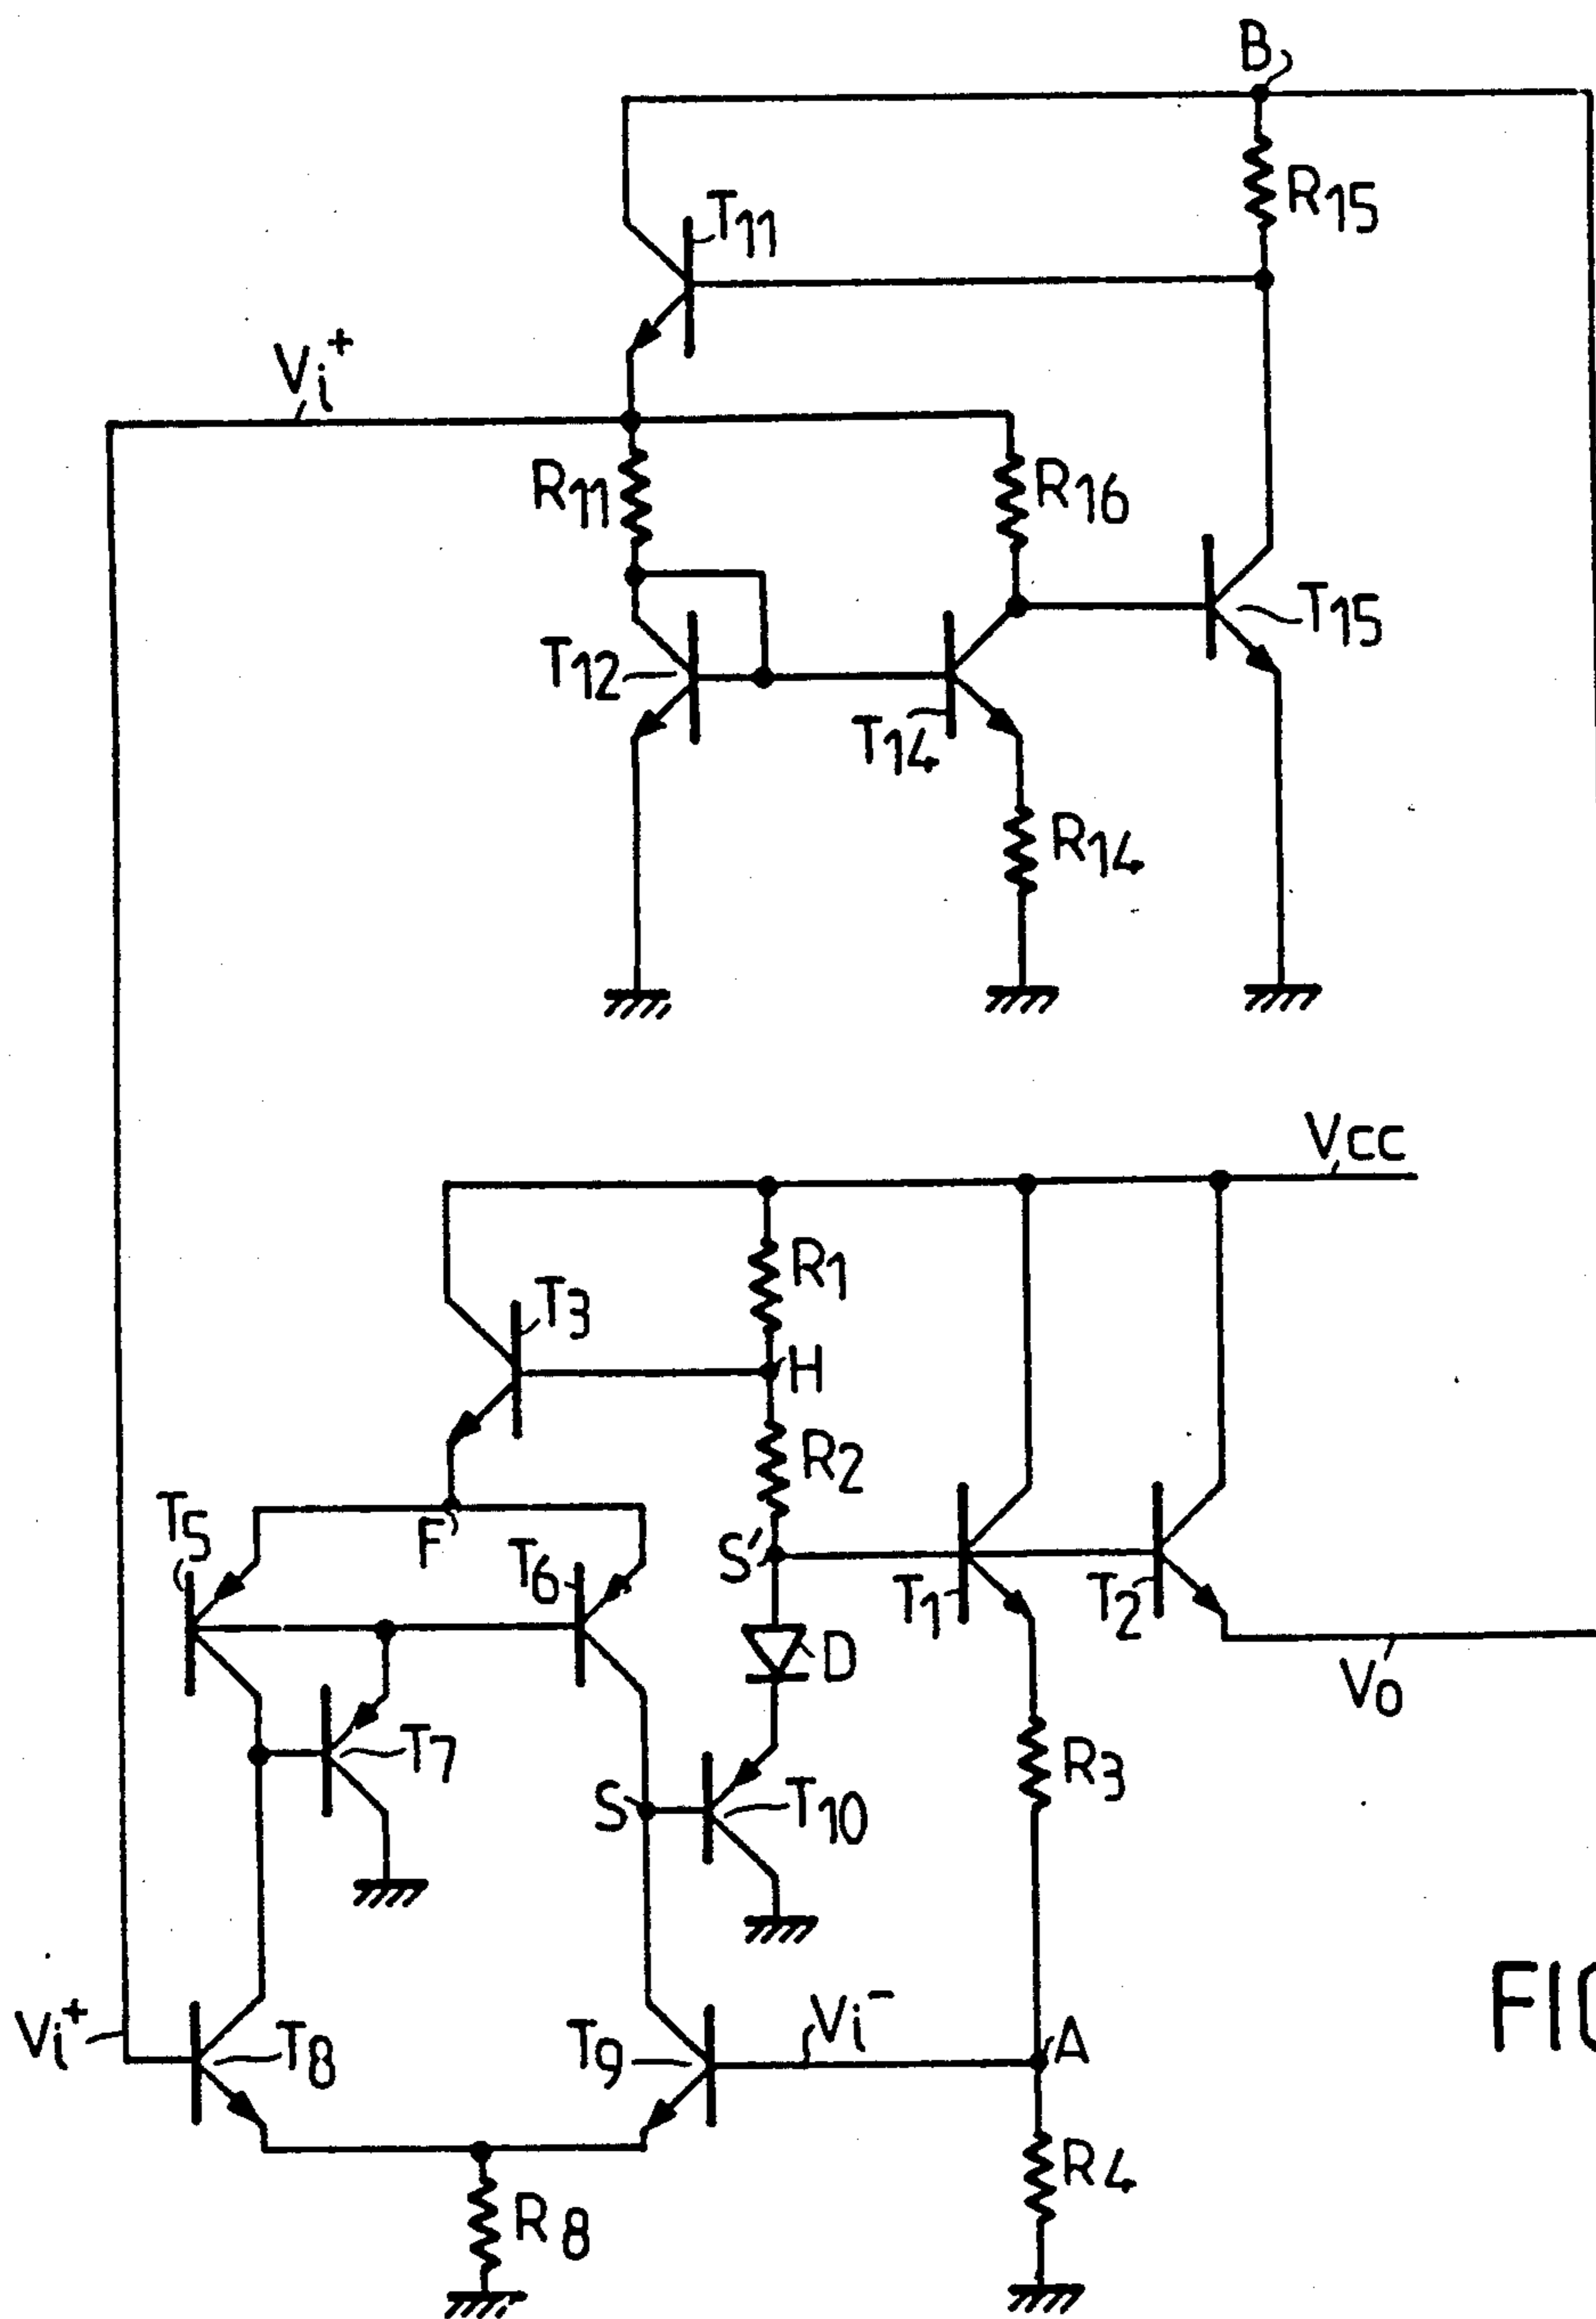 B
R15
T11
Vi+
R11
R16
T12
T14
T15
R14
Vcc
R1
T3
H
R2
T5
F
T6
S'
T1
T2
D
Vo
T7
S
T10
R3
Vi+
T8
T9
Vi-
A
FIG
R8
R4